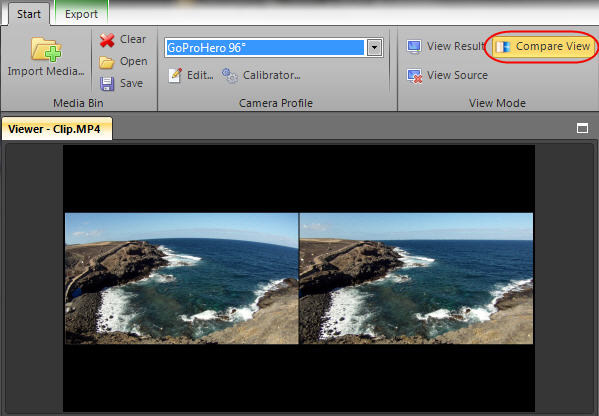 Start Export
Import Media...
Clear
Open
Save
Media Bin
GoProHero 96°
Edit... Calibrator...
Camera Profile
View Result Compare View
View Source
View Mode
Viewer - Clip.MP4